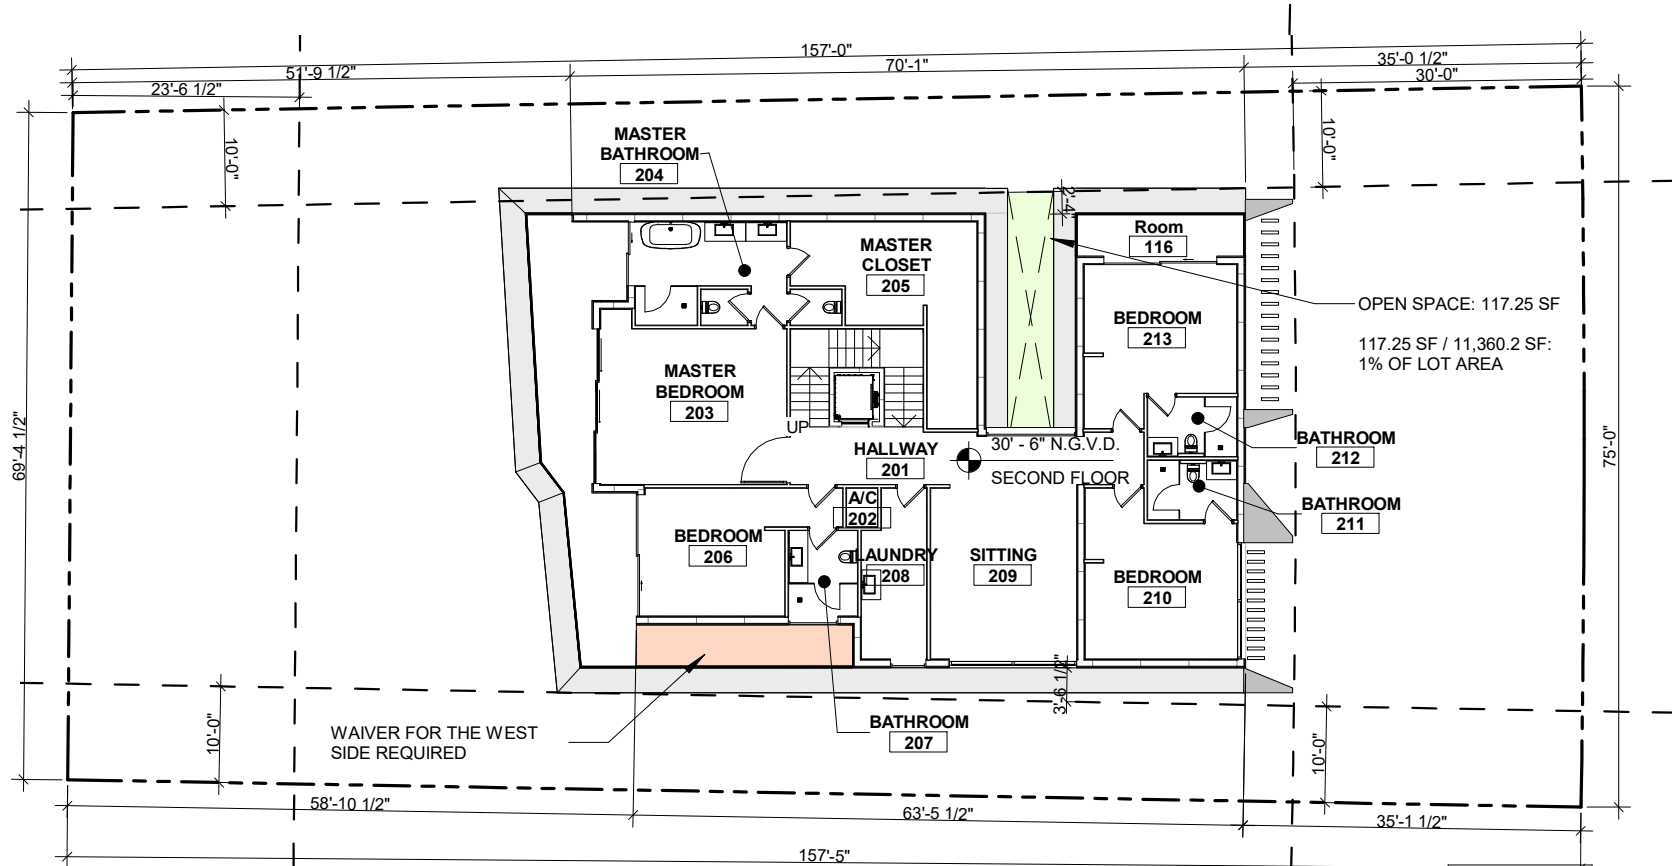 157'-0"
51'-9 1/2"
70'-1"
35'-0 1/2"
23'-6 1/2"
30'-0"
10'-0"
10'-0"
MASTER
BATHROOM
204
2'-4"
Room
116
MASTER
CLOSET
205
OPEN SPACE: 117.25 SF
117.25 SF / 11,360.2 SF:
1% OF LOT AREA
BEDROOM
213
MASTER
BEDROOM
203
UP
69'-4 1/2"
75'-0"
HALLWAY
201
30' - 6" N.G.V.D.
SECOND FLOOR
BATHROOM
212
A/C
202
BATHROOM
211
BEDROOM
206
LAUNDRY
208
SITTING
209
BEDROOM
210
3'-6 1/2"
WAIVER FOR THE WEST
SIDE REQUIRED
BATHROOM
207
10'-0"
10'-0"
58'-10 1/2"
63'-5 1/2"
35'-1 1/2"
157'-5"